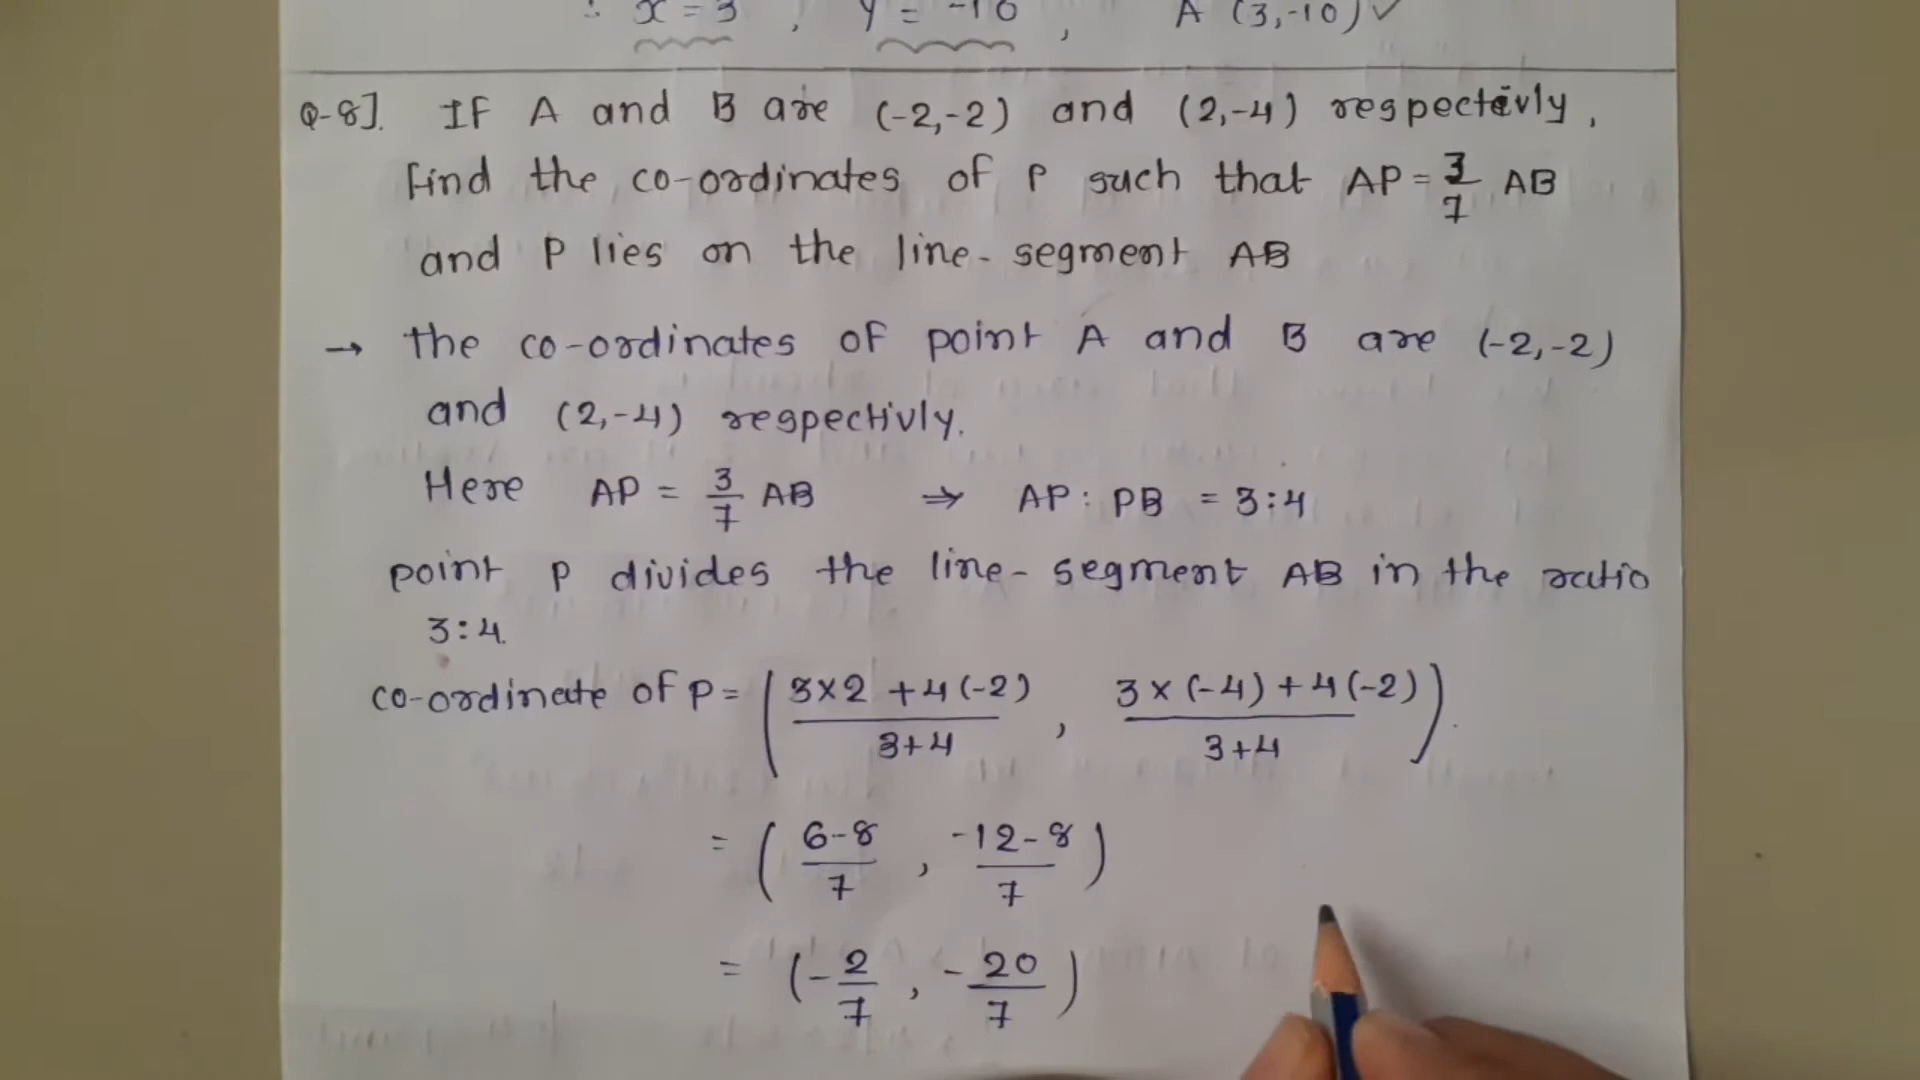 ∴ x = 3 , y = -10 , A (3,-10) ✓
Q-8]. If A and B are (-2,-2) and (2,-4) respectivly,
find the co-ordinates of P such that AP = 3/7 AB
and P lies on the line-segment AB
→ the co-ordinates of point A and B are (-2,-2)
and (2,-4) respectivly.
Here AP = 3/7 AB ⇒ AP : PB = 3:4
point P divides the line-segment AB in the ratio
3:4.
co-ordinate of P = ( (3×2 + 4(-2))/(3+4) , (3×(-4) + 4(-2))/(3+4) ).
= ( (6-8)/7 , (-12-8)/7 )
= (-2/7 , -20/7)